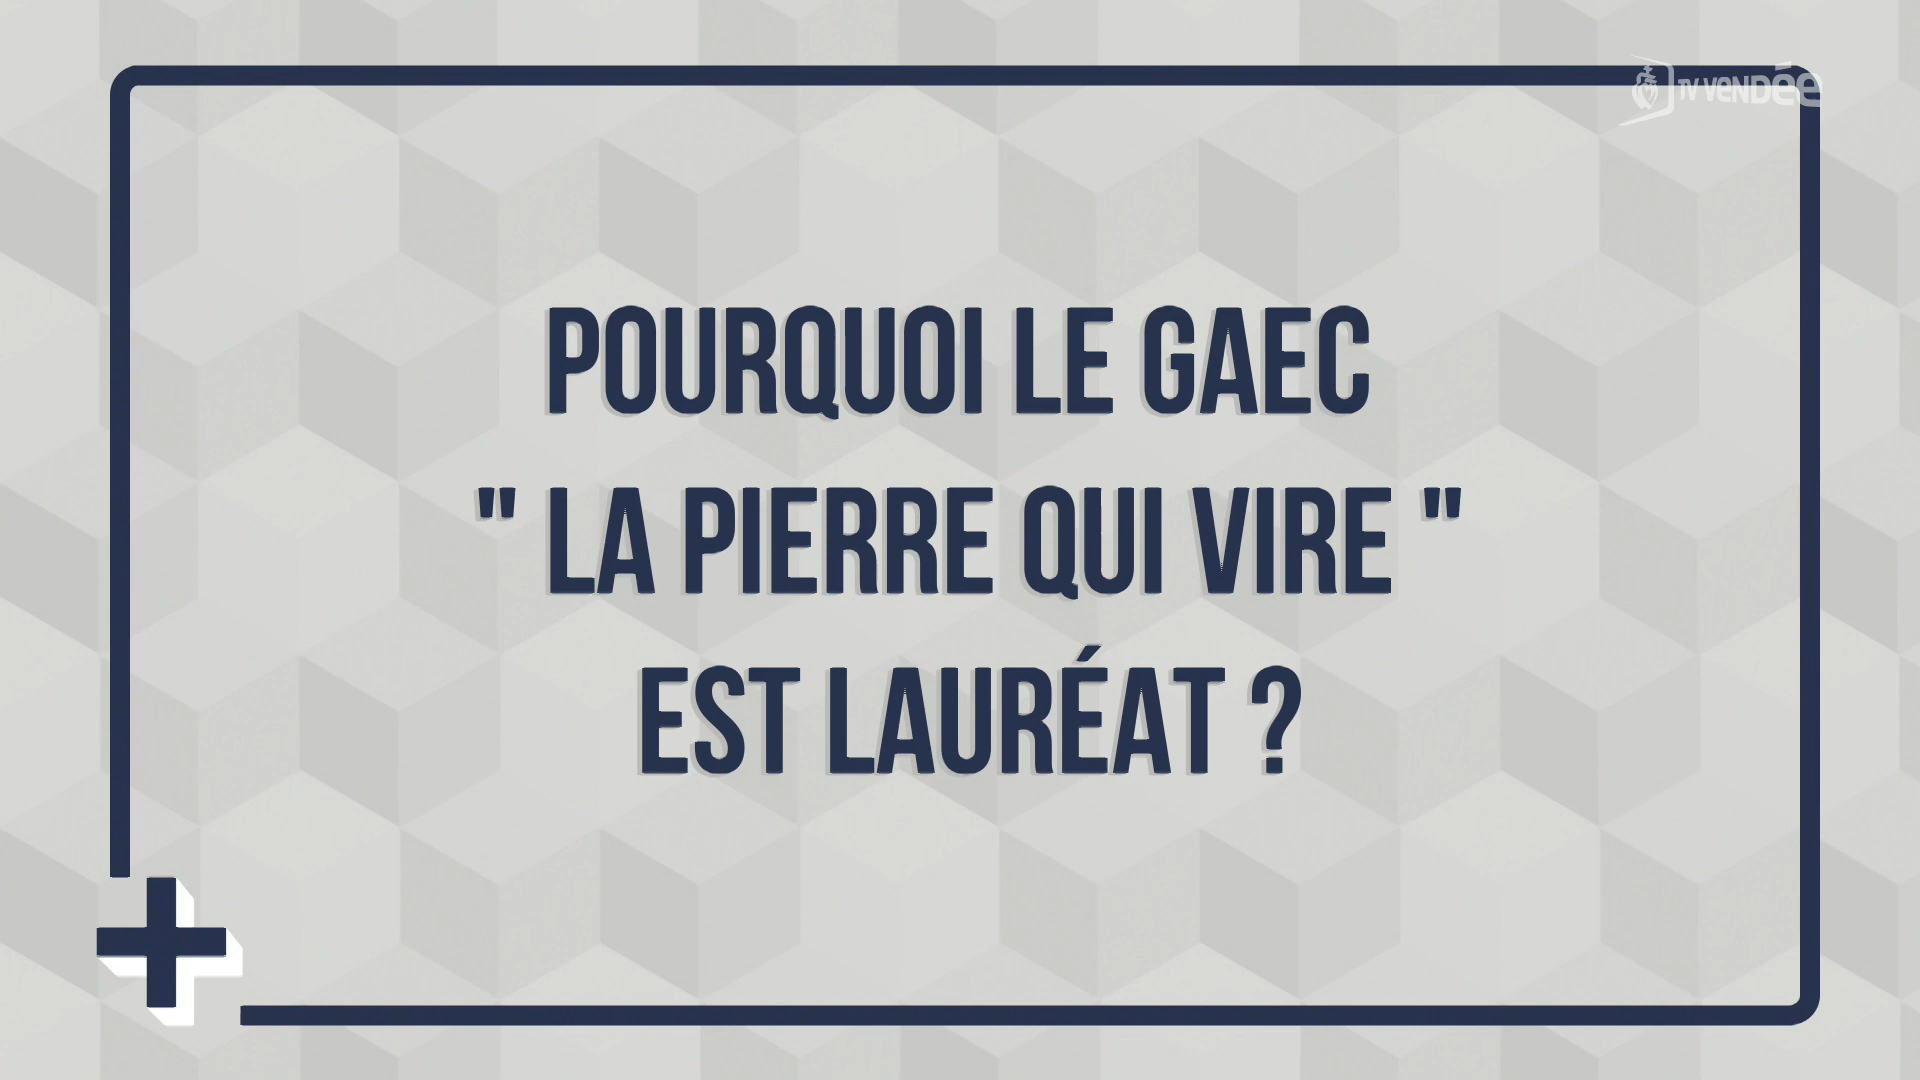 TV VENDÉE
POURQUOI LE GAEC
" LA PIERRE QUI VIRE "
EST LAURÉAT ?